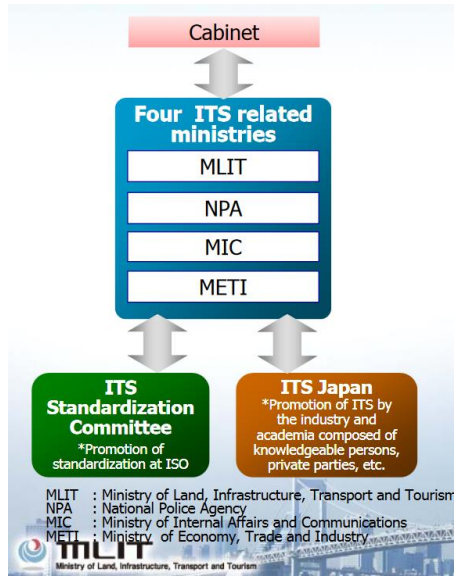 Cabinet
Four ITS related
ministries
MLIT
NPA
MIC
METI
ITS
Standardization
Committee
*Promotion of
standardization at ISO
ITS Japan
*Promotion of ITS by
the industry and
academia composed of
knowledgeable persons,
private parties, etc.
MLIT : Ministry of Land, Infrastructure, Transport and Tourism
NPA : National Police Agency
MIC : Ministry of Internal Affairs and Communications
METI : Ministry of Economy, Trade and Industry
MLIT
Ministry of Land, Infrastructure, Transport and Tourism